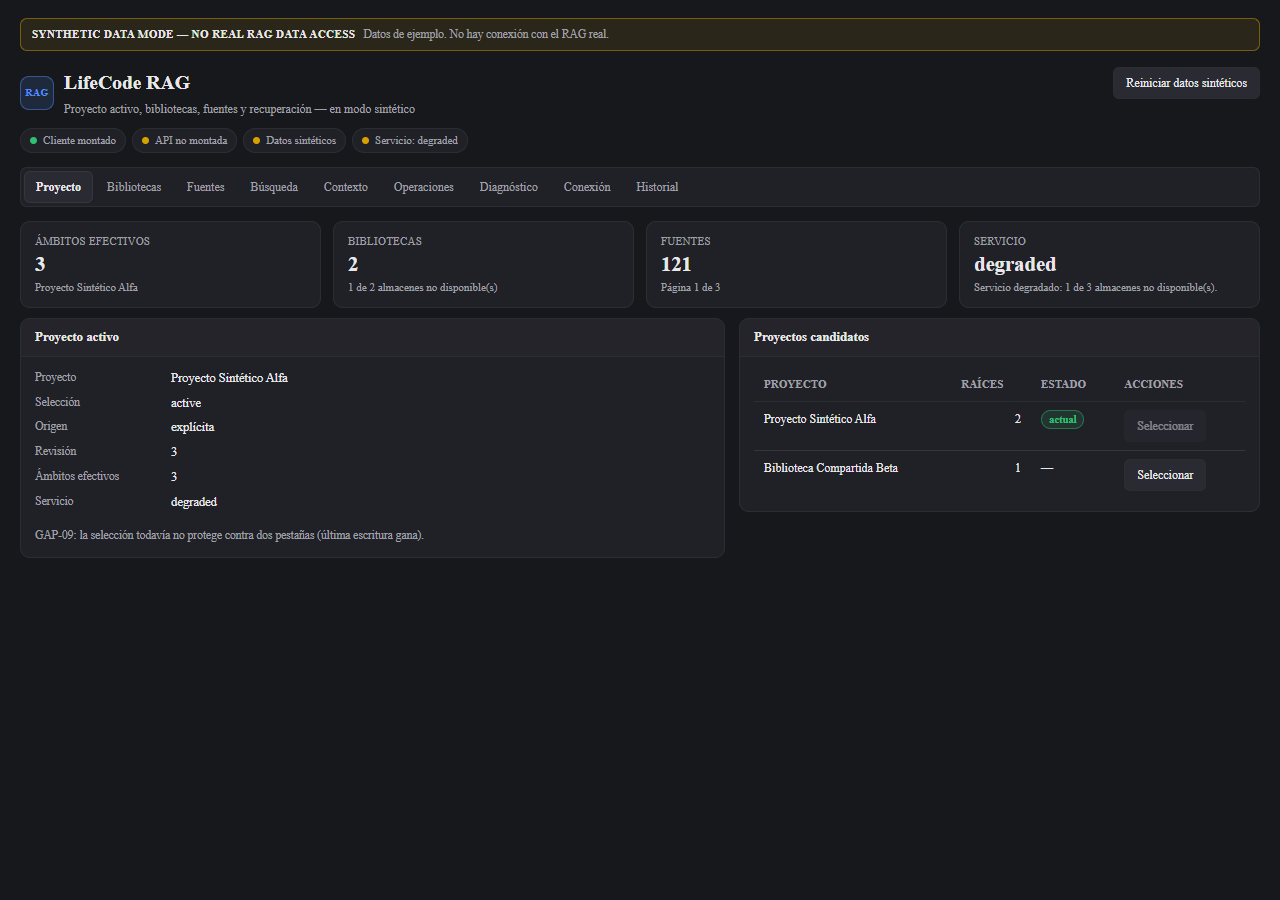 SYNTHETIC DATA MODE — NO REAL RAG DATA ACCESS Datos de ejemplo. No hay conexión con el RAG real.
RAG
LifeCode RAG
Proyecto activo, bibliotecas, fuentes y recuperación — en modo sintético
Reiniciar datos sintéticos
Cliente montado API no montada Datos sintéticos Servicio: degraded
Proyecto Bibliotecas Fuentes Búsqueda Contexto Operaciones Diagnóstico Conexión Historial
ÁMBITOS EFECTIVOS
3
Proyecto Sintético Alfa
BIBLIOTECAS
2
1 de 2 almacenes no disponible(s)
FUENTES
121
Página 1 de 3
SERVICIO
degraded
Servicio degradado: 1 de 3 almacenes no disponible(s).
Proyecto activo
Proyecto Proyecto Sintético Alfa
Selección active
Origen explícita
Revisión 3
Ámbitos efectivos 3
Servicio degraded
GAP-09: la selección todavía no protege contra dos pestañas (última escritura gana).
Proyectos candidatos
PROYECTO RAÍCES ESTADO ACCIONES
Proyecto Sintético Alfa 2 actual Seleccionar
Biblioteca Compartida Beta 1 — Seleccionar